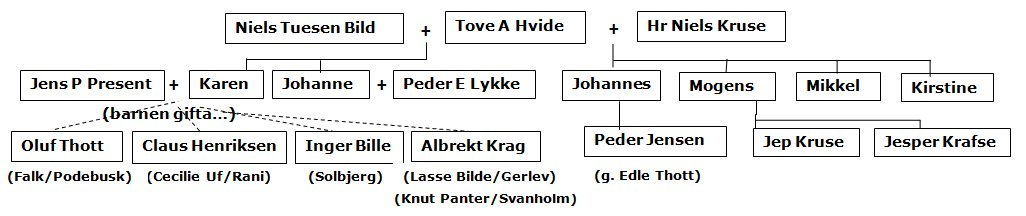 Niels Tuesen Bild + Tove A Hvide + Hr Niels Kruse
Jens P Present + Karen Johanne + Peder E Lykke Johannes Mogens Mikkel Kirstine
(barnen gifta...)
Oluf Thott Claus Henriksen Inger Bille Albrekt Krag Peder Jensen Jep Kruse Jesper Krafse
(Falk/Podebusk) (Cecilie Uf/Rani) (Solbjerg) (Lasse Bilde/Gerlev) (g. Edle Thott)
(Knut Panter/Svanholm)